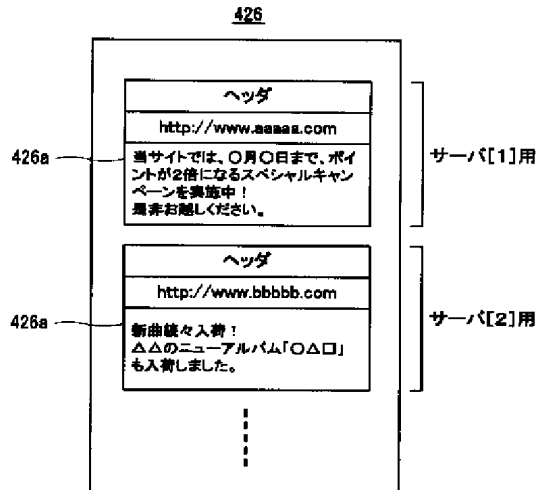 426
ヘッダ
http://www.aaaaa.com
426a
当サイトでは、〇月〇日まで、ポイ
ントが2倍になるスペシャルキャン
ペーンを実施中！
是非お越しください。
サーバ[1]用
ヘッダ
http://www.bbbbb.com
426a
新曲続々入荷！
△△のニューアルバム「〇△□」
も入荷しました。
サーバ[2]用